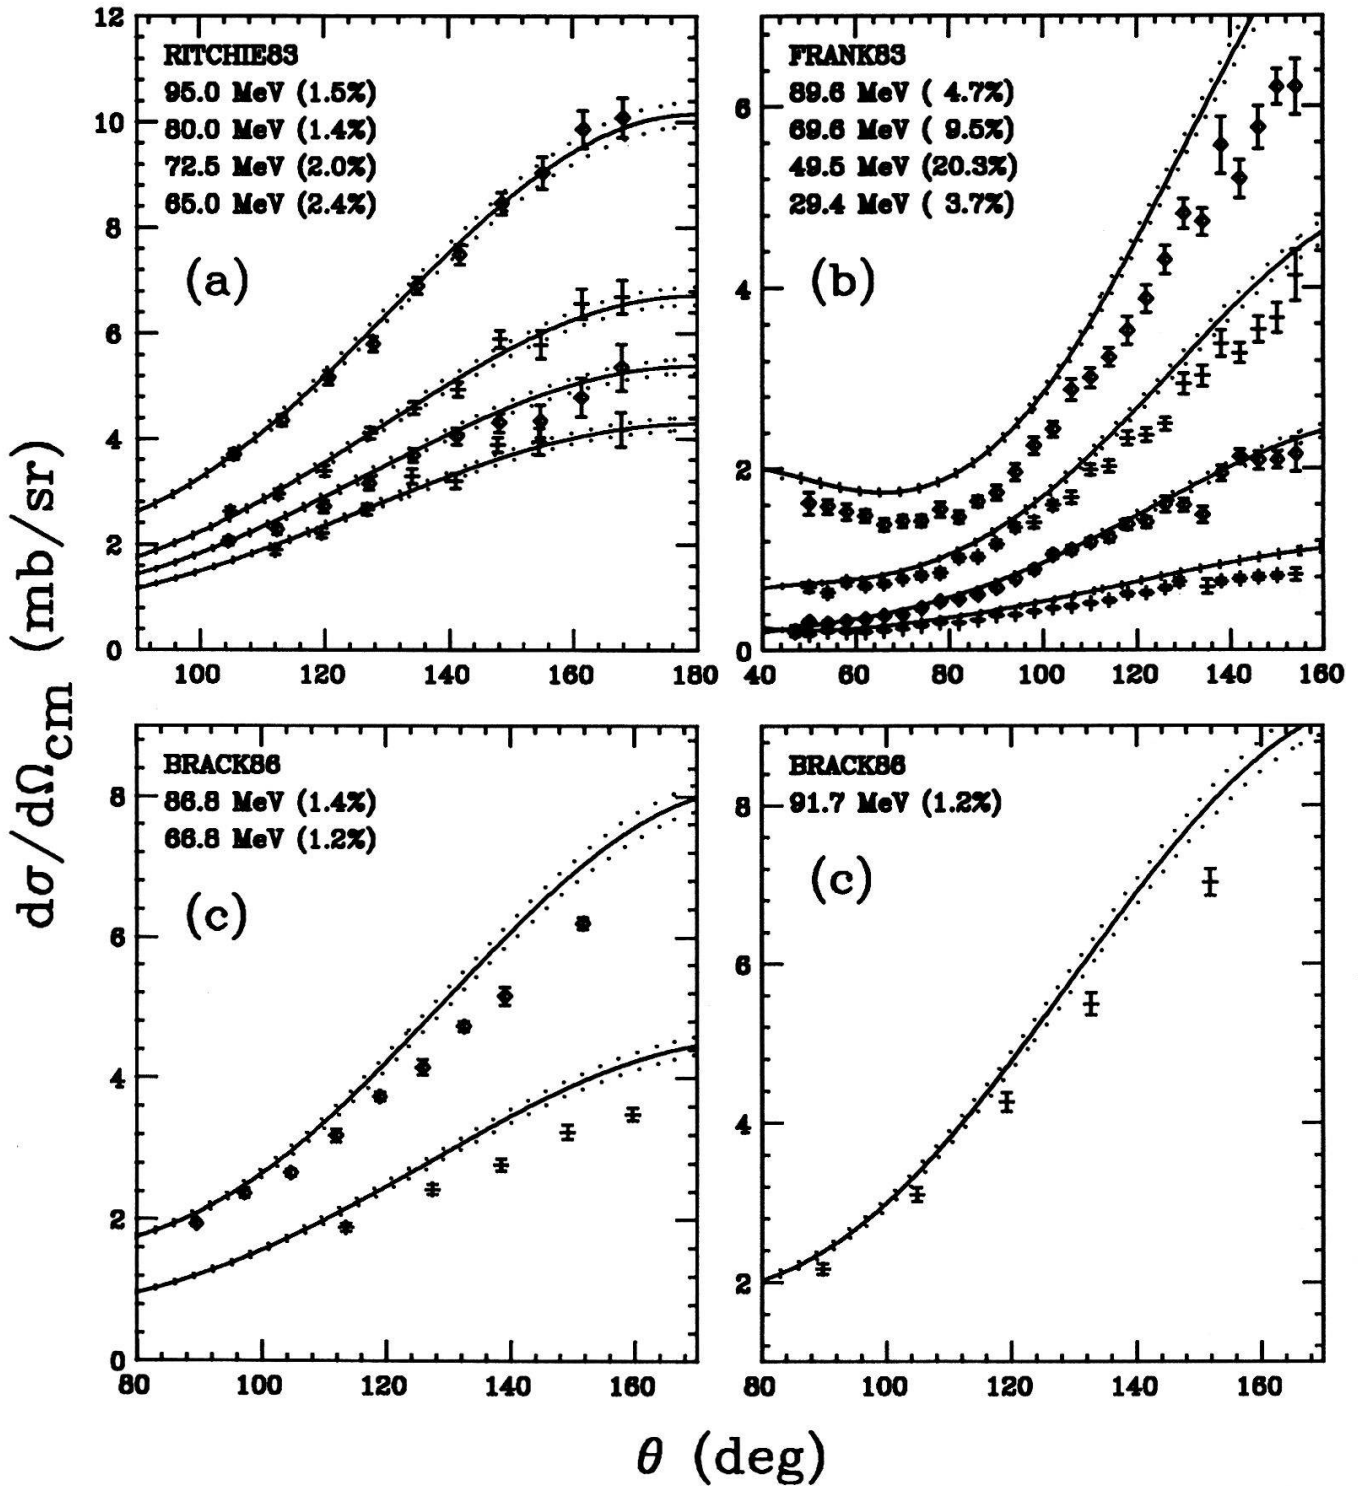 RITCHIE83
95.0 MeV (1.5%)
80.0 MeV (1.4%)
72.5 MeV (2.0%)
65.0 MeV (2.4%)
(a)
12
10
8
6
4
2
0
100
120
140
160
180
FRANK83
89.6 MeV ( 4.7%)
69.6 MeV ( 9.5%)
49.5 MeV (20.3%)
29.4 MeV ( 3.7%)
(b)
6
4
2
0
40
60
80
100
120
140
160
dσ/dΩcm (mb/sr)
BRACK86
86.8 MeV (1.4%)
66.8 MeV (1.2%)
(c)
8
6
4
2
0
80
100
120
140
160
BRACK86
91.7 MeV (1.2%)
(c)
8
6
4
2
80
100
120
140
160
θ (deg)